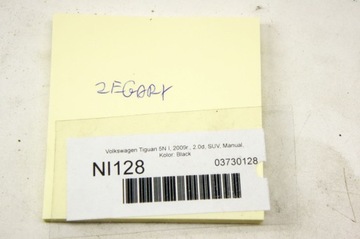 ZEGARY
Volkswagen Tiguan 5N I, 2009r., 2.0d, SUV, Manual,
Kolor: Black
NI128 03730128